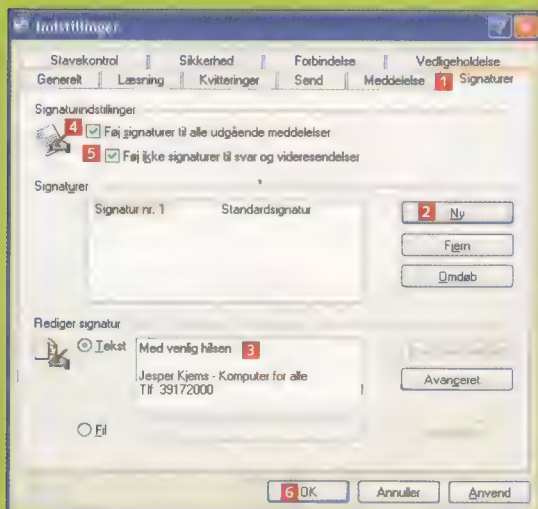 Indstillinger
Stavekontrol Sikkerhed Forbindelse Vedligeholdelse
Generelt Læsning Kvitteringer Send Meddelelse 1 Signaturer
Signaturindstillinger
4 Føj signaturer til alle udgående meddelelser
5 Føj ikke signaturer til svar og videresendelser
Signaturer
Signatur nr. 1 Standardsignatur
2 Ny
Fjern
Omdøb
Rediger signatur
Tekst Med venlig hilsen 3
Jesper Kjems - Komputer for alle
Tlf 39172000
Avanceret
Fil
6 OK Annuller Anvend